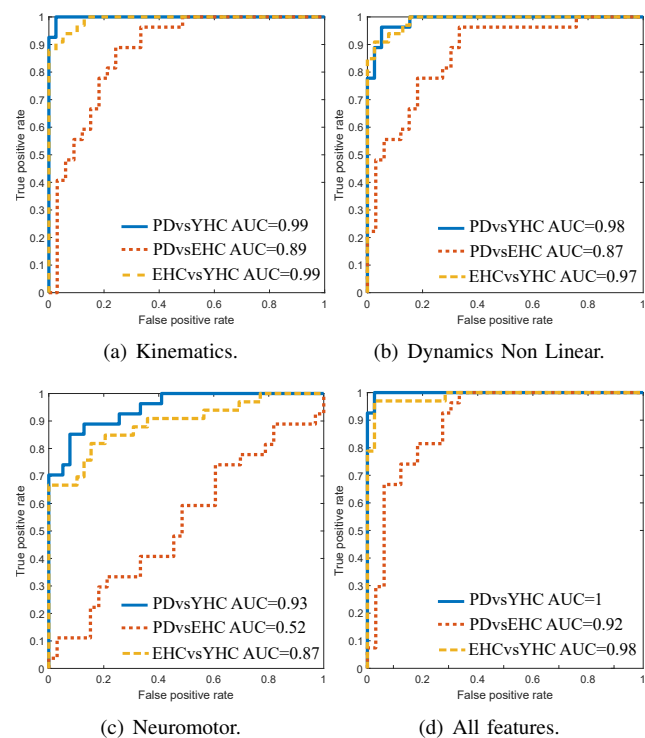 1
0.9
0.8
0.7
0.6
0.5
0.4
0.3
0.2
0.1
0
True positive rate
PDvsYHC AUC=0.99
PDvsEHC AUC=0.89
EHCvsYHC AUC=0.99
0 0.2 0.4 0.6 0.8 1
False positive rate
(a) Kinematics.
1
0.9
0.8
0.7
0.6
0.5
0.4
0.3
0.2
0.1
0
True positive rate
PDvsYHC AUC=0.98
PDvsEHC AUC=0.87
EHCvsYHC AUC=0.97
0 0.2 0.4 0.6 0.8 1
False positive rate
(b) Dynamics Non Linear.
1
0.9
0.8
0.7
0.6
0.5
0.4
0.3
0.2
0.1
0
True positive rate
PDvsYHC AUC=0.93
PDvsEHC AUC=0.52
EHCvsYHC AUC=0.87
0 0.2 0.4 0.6 0.8 1
False positive rate
(c) Neuromotor.
1
0.9
0.8
0.7
0.6
0.5
0.4
0.3
0.2
0.1
0
True positive rate
PDvsYHC AUC=1
PDvsEHC AUC=0.92
EHCvsYHC AUC=0.98
0.2 0.4 0.6 0.8 1
False positive rate
(d) All features.